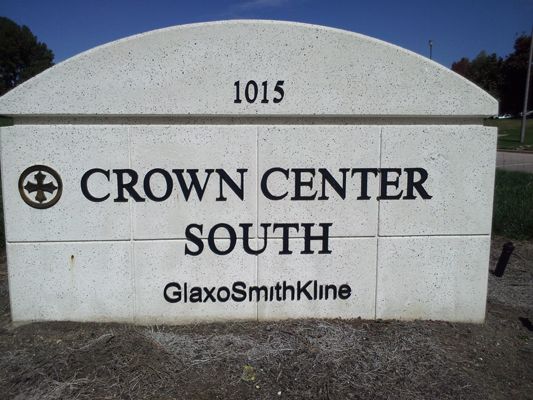 1015
CROWN CENTER
SOUTH
GlaxoSmithKline